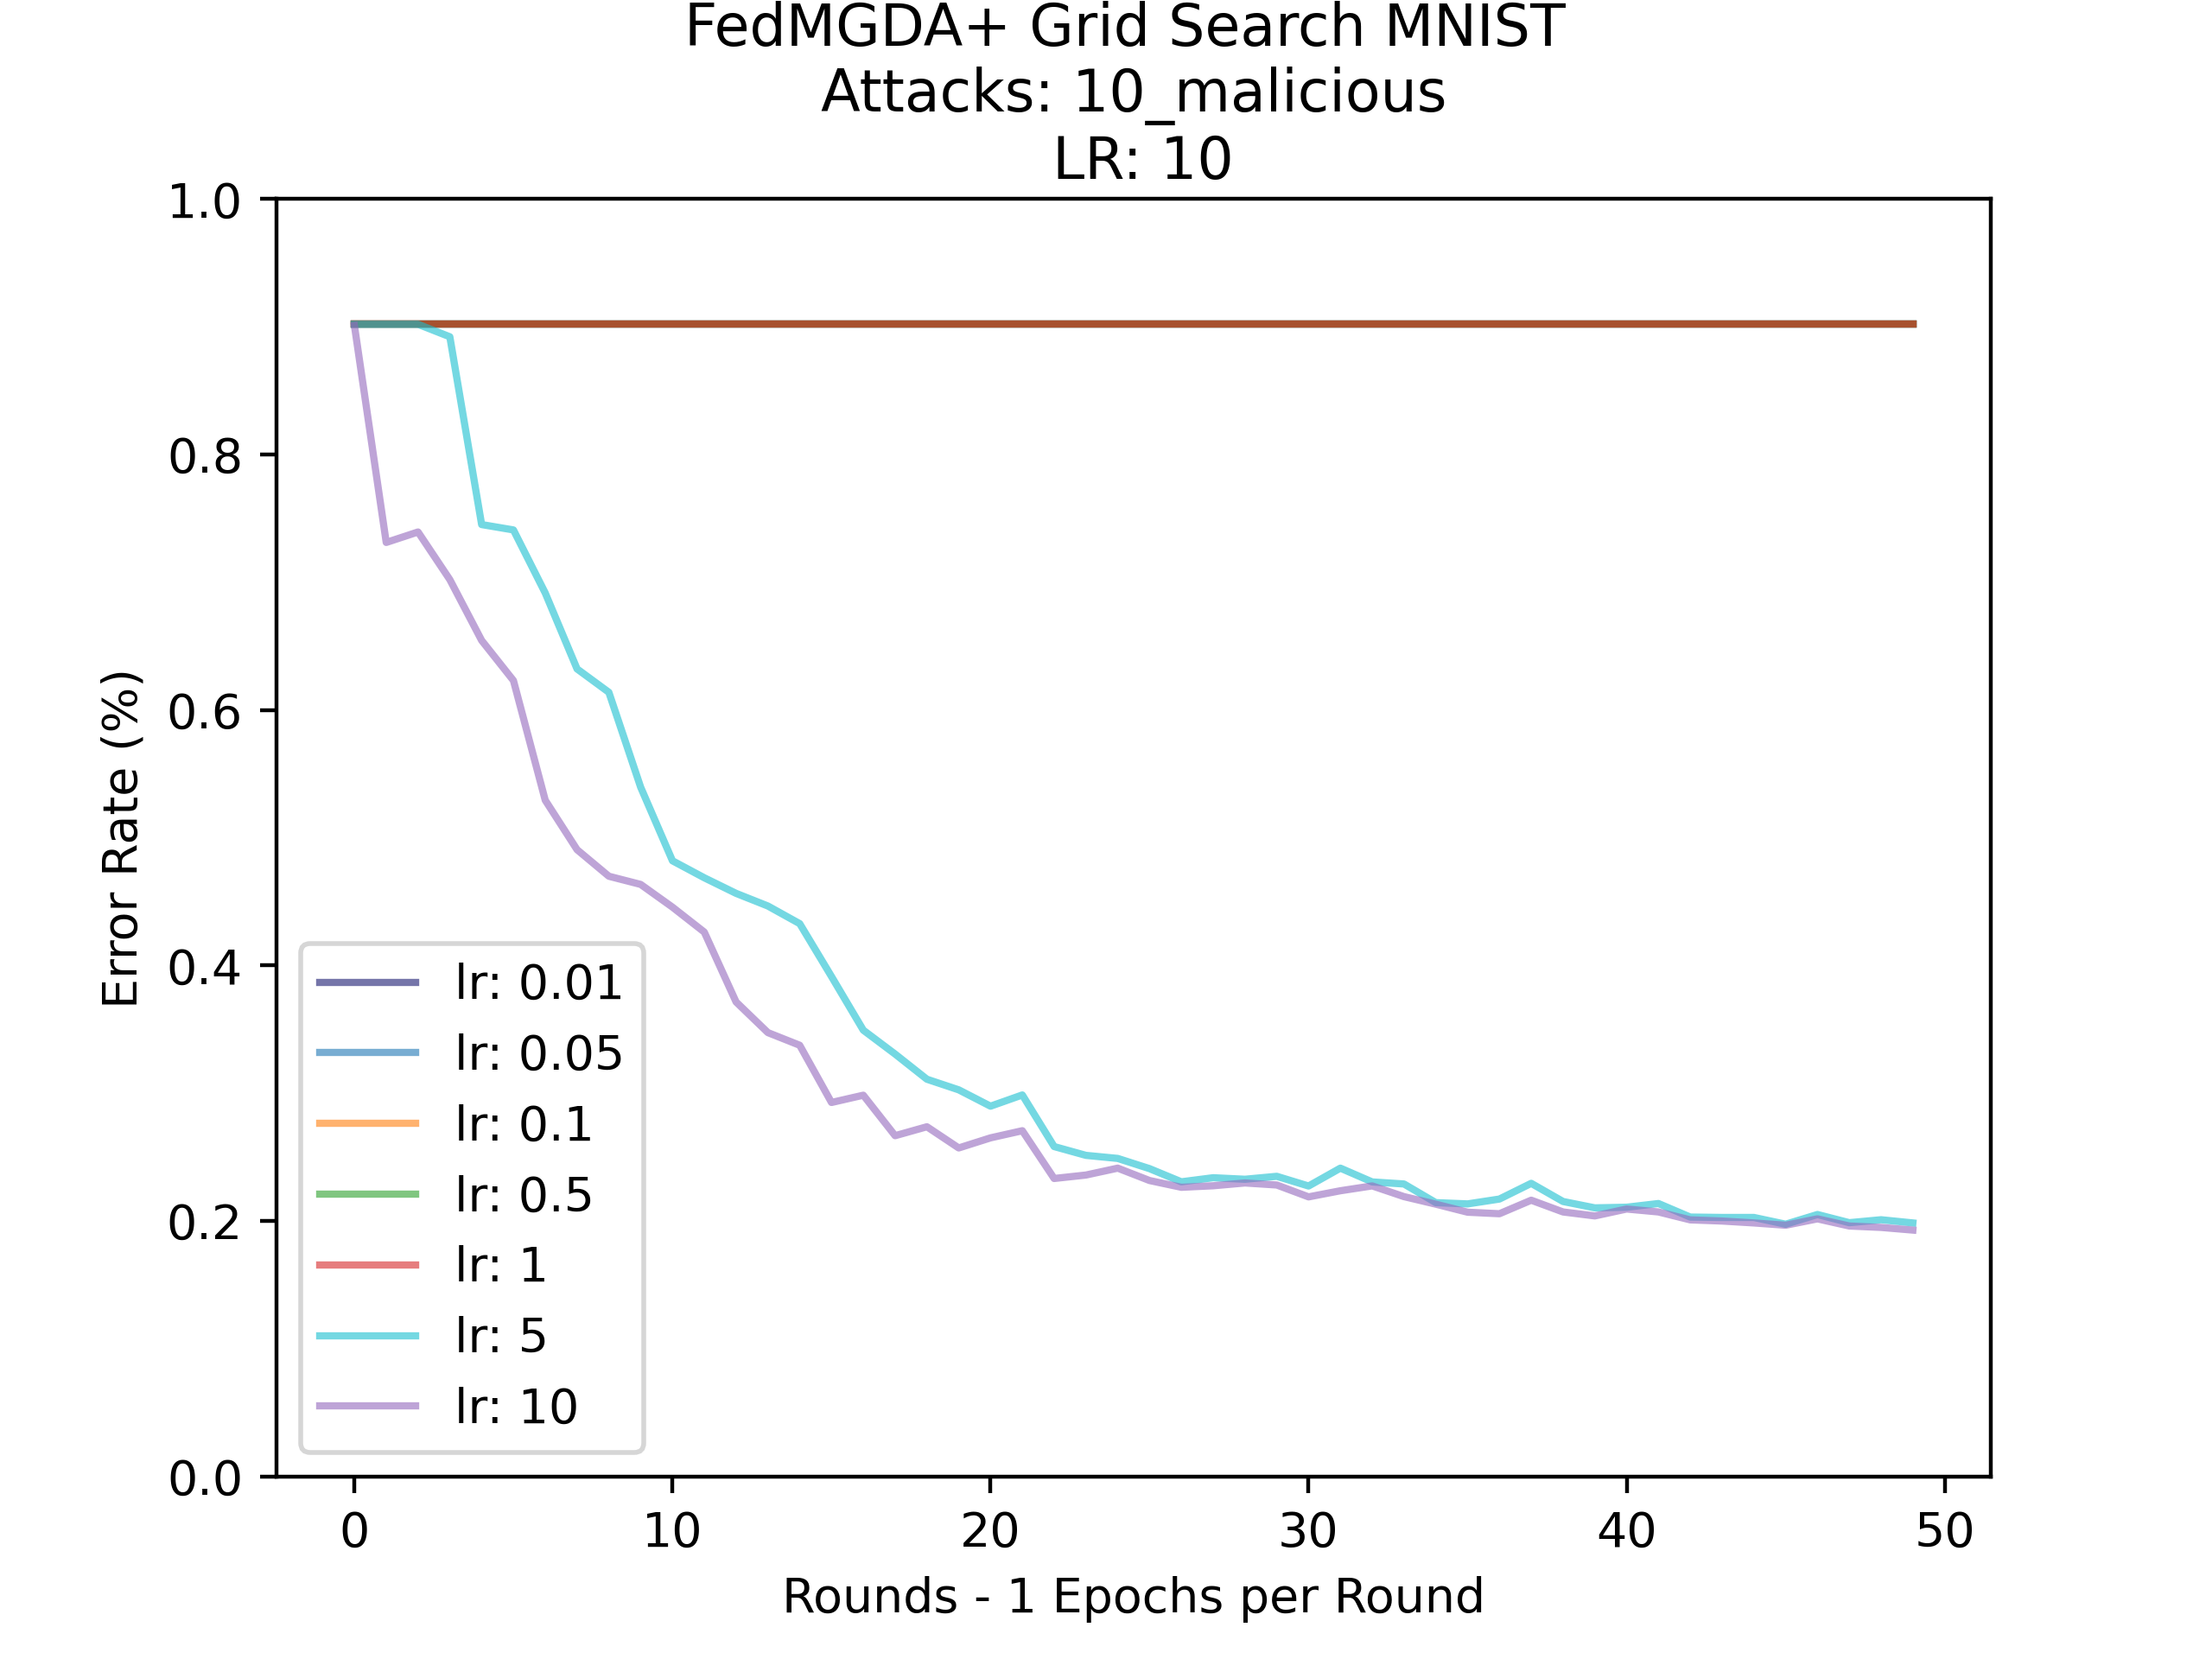 FedMGDA+ Grid Search MNIST
Attacks: 10_malicious
LR: 10
1.0
0.8
0.6
0.4
0.2
0.0
Error Rate (%)
lr: 0.01
lr: 0.05
lr: 0.1
lr: 0.5
lr: 1
lr: 5
lr: 10
0 10 20 30 40 50
Rounds - 1 Epochs per Round